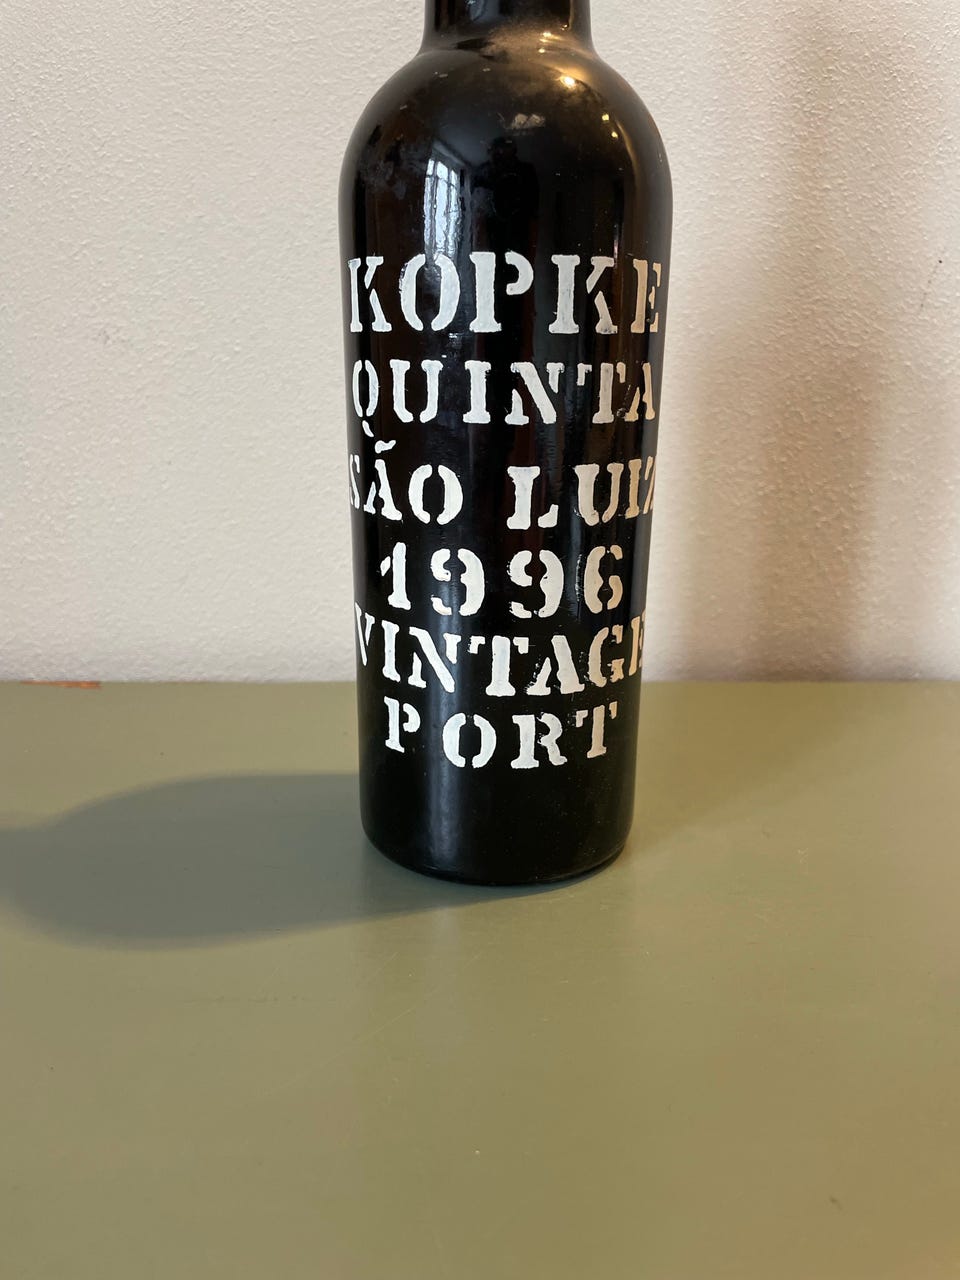 KOPKE
QUINTA
SÃO LUIZ
1996
VINTAGE
PORT